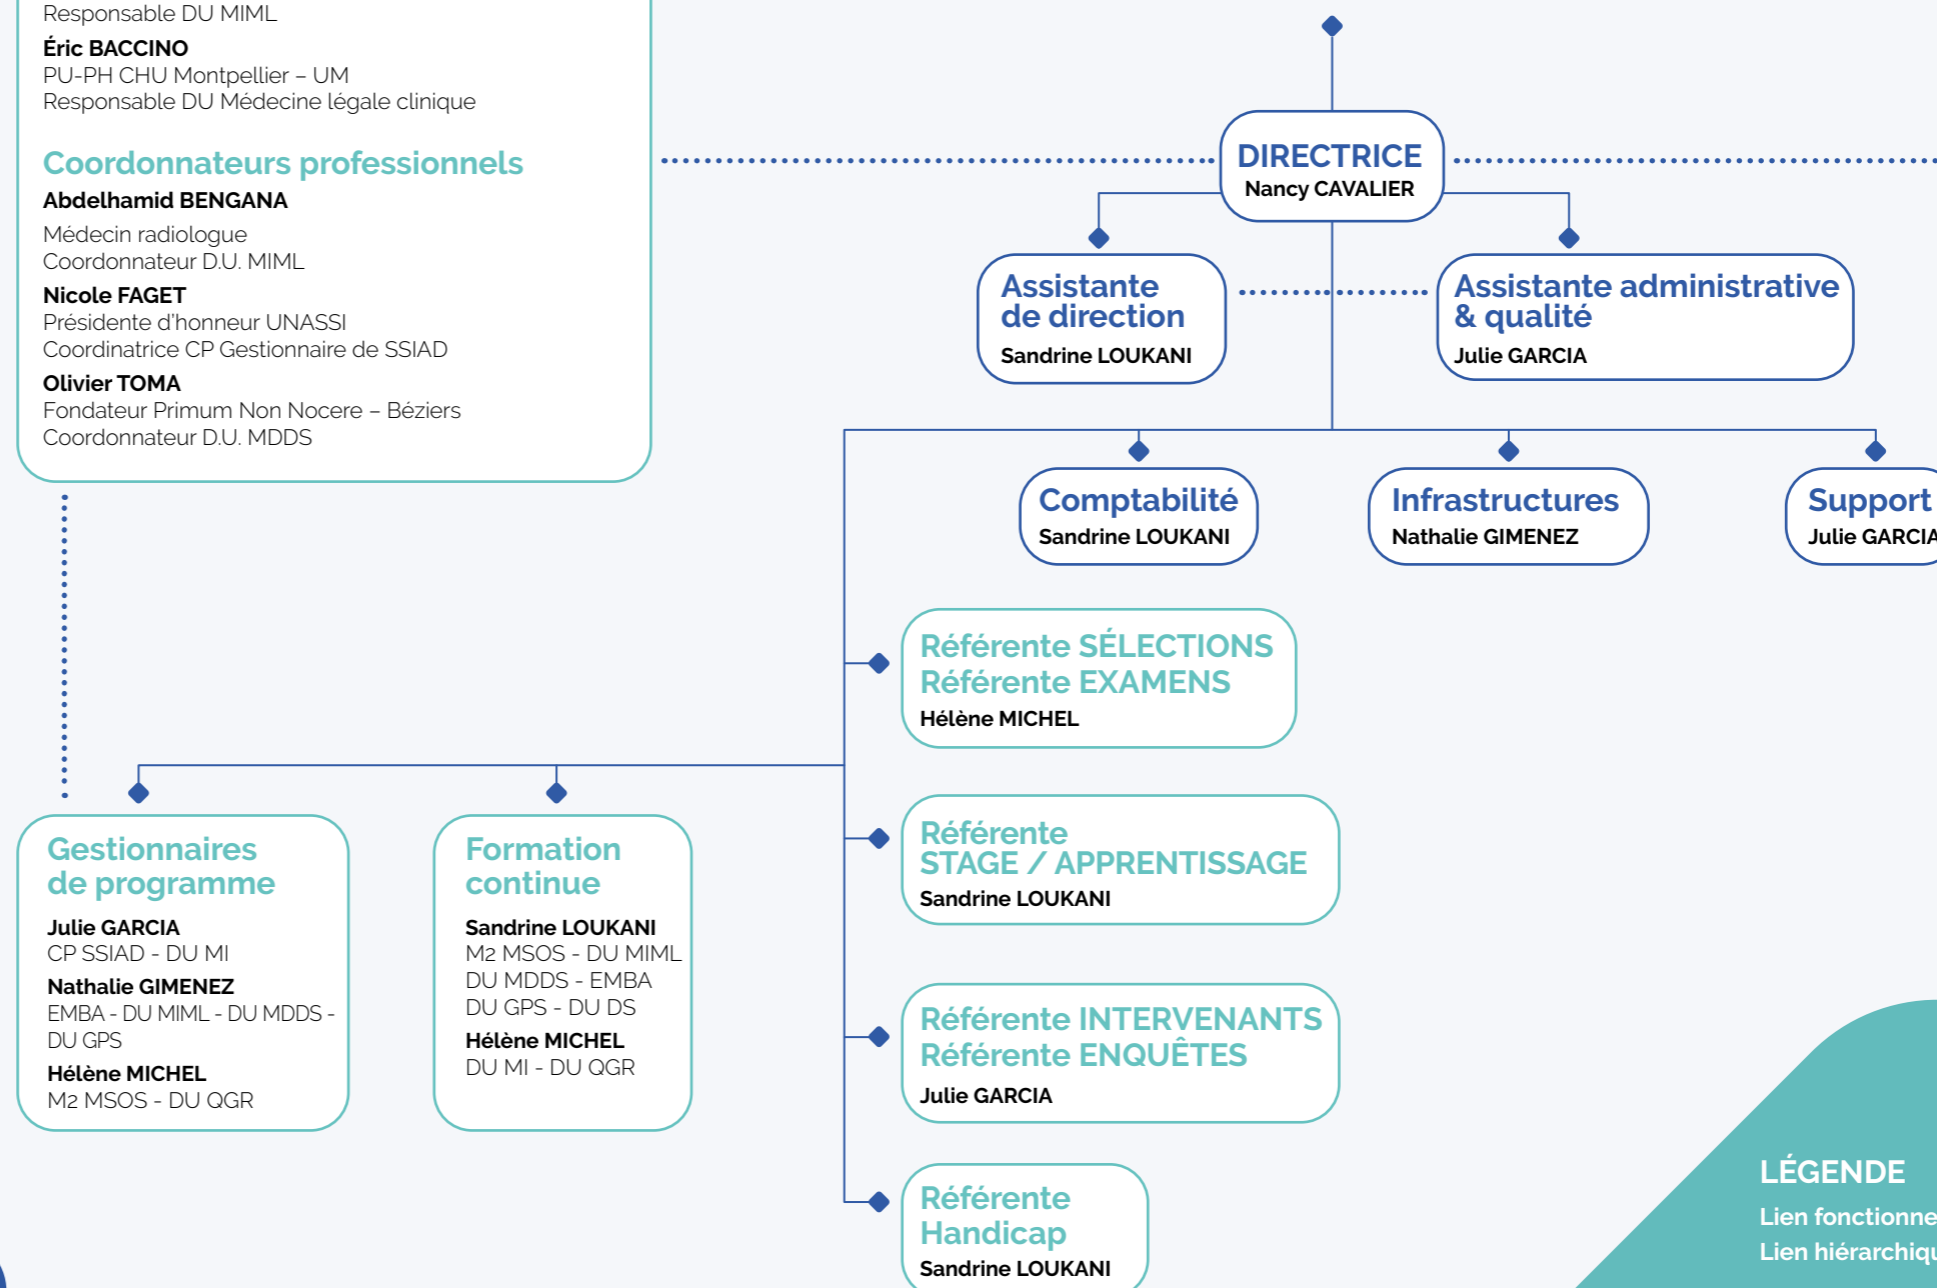 Responsable DU MIML
Éric BACCINO
PU-PH CHU Montpellier – UM
Responsable DU Médecine légale clinique
Coordonnateurs professionnels
Abdelhamid BENGANA
Médecin radiologue
Coordonnateur D.U. MIML
Nicole FAGET
Présidente d'honneur UNASSI
Coordinatrice CP Gestionnaire de SSIAD
Olivier TOMA
Fondateur Primum Non Nocere – Béziers
Coordonnateur D.U. MDDS
DIRECTRICE
Nancy CAVALIER
Assistante
de direction
Sandrine LOUKANI
Assistante administrative
& qualité
Julie GARCIA
Comptabilité
Sandrine LOUKANI
Infrastructures
Nathalie GIMENEZ
Support
Julie GARCIA
Référente SÉLECTIONS
Référente EXAMENS
Hélène MICHEL
Référente
STAGE / APPRENTISSAGE
Sandrine LOUKANI
Référente INTERVENANTS
Référente ENQUÊTES
Julie GARCIA
Référente
Handicap
Sandrine LOUKANI
Gestionnaires
de programme
Julie GARCIA
CP SSIAD - DU MI
Nathalie GIMENEZ
EMBA - DU MIML - DU MDDS -
DU GPS
Hélène MICHEL
M2 MSOS - DU QGR
Formation
continue
Sandrine LOUKANI
M2 MSOS - DU MIML
DU MDDS - EMBA
DU GPS - DU DS
Hélène MICHEL
DU MI - DU QGR
LÉGENDE
Lien fonctionne
Lien hiérarchiqu